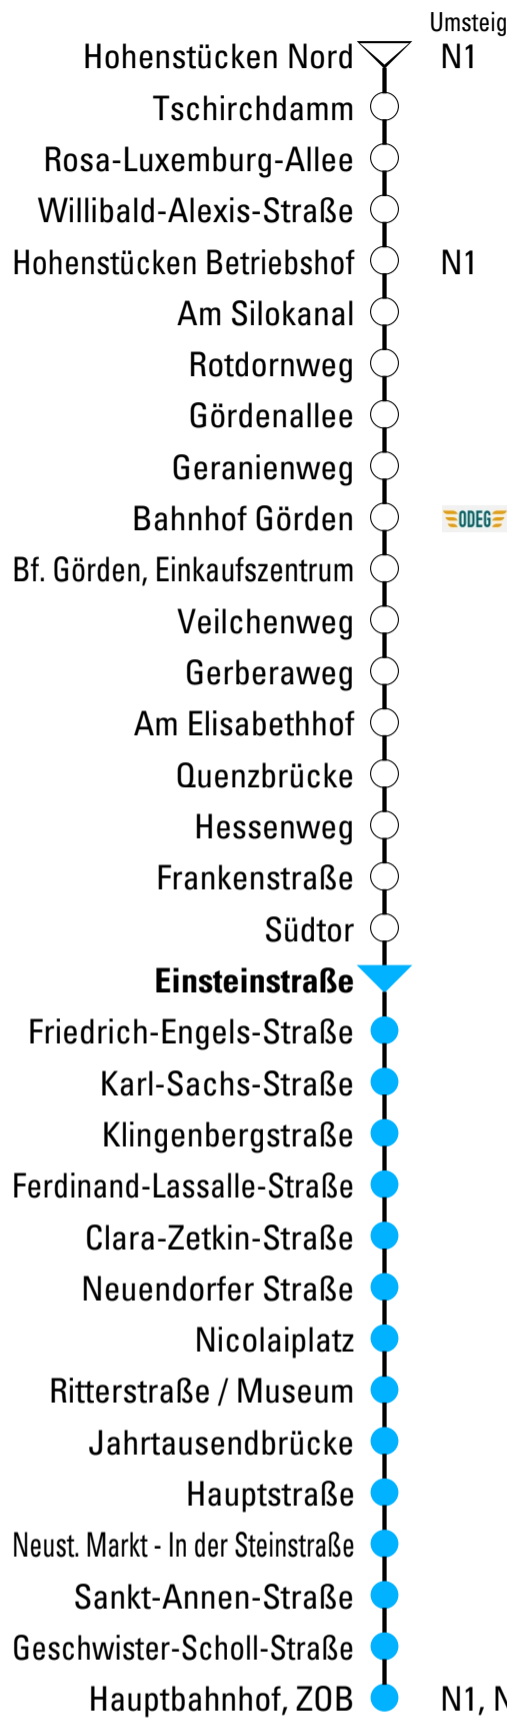 Umsteig
Hohenstücken Nord N1
Tschirchdamm
Rosa-Luxemburg-Allee
Willibald-Alexis-Straße
Hohenstücken Betriebshof N1
Am Silokanal
Rotdornweg
Gördenallee
Geranienweg
Bahnhof Görden ODEG
Bf. Görden, Einkaufszentrum
Veilchenweg
Gerberaweg
Am Elisabethhof
Quenzbrücke
Hessenweg
Frankenstraße
Südtor
Einsteinstraße
Friedrich-Engels-Straße
Karl-Sachs-Straße
Klingenbergstraße
Ferdinand-Lassalle-Straße
Clara-Zetkin-Straße
Neuendorfer Straße
Nicolaiplatz
Ritterstraße / Museum
Jahrtausendbrücke
Hauptstraße
Neust. Markt - In der Steinstraße
Sankt-Annen-Straße
Geschwister-Scholl-Straße
Hauptbahnhof, ZOB N1, N